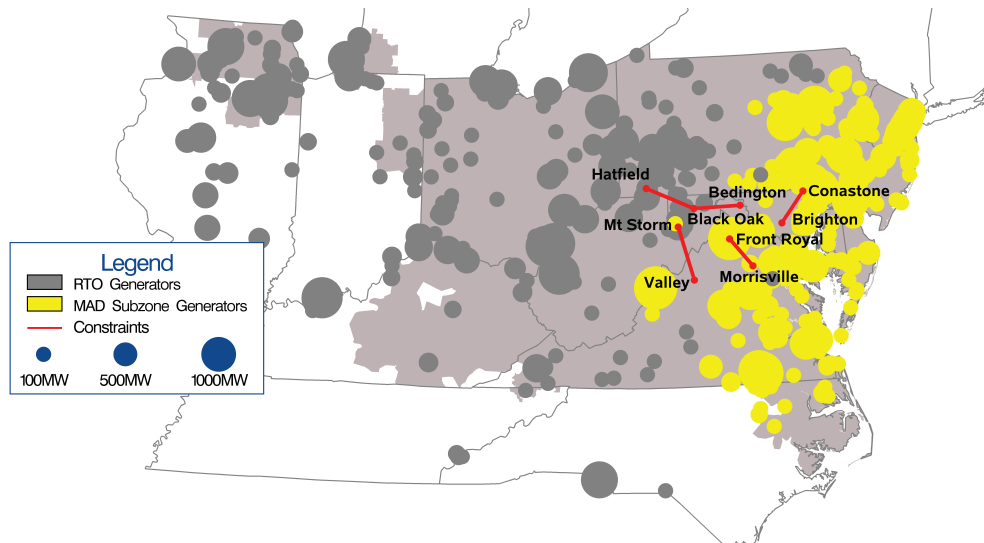 Hatfield
Bedington
Conastone
Mt Storm
Black Oak
Brighton
Front Royal
Valley
Morrisville
Legend
RTO Generators
MAD Subzone Generators
Constraints
100MW
500MW
1000MW